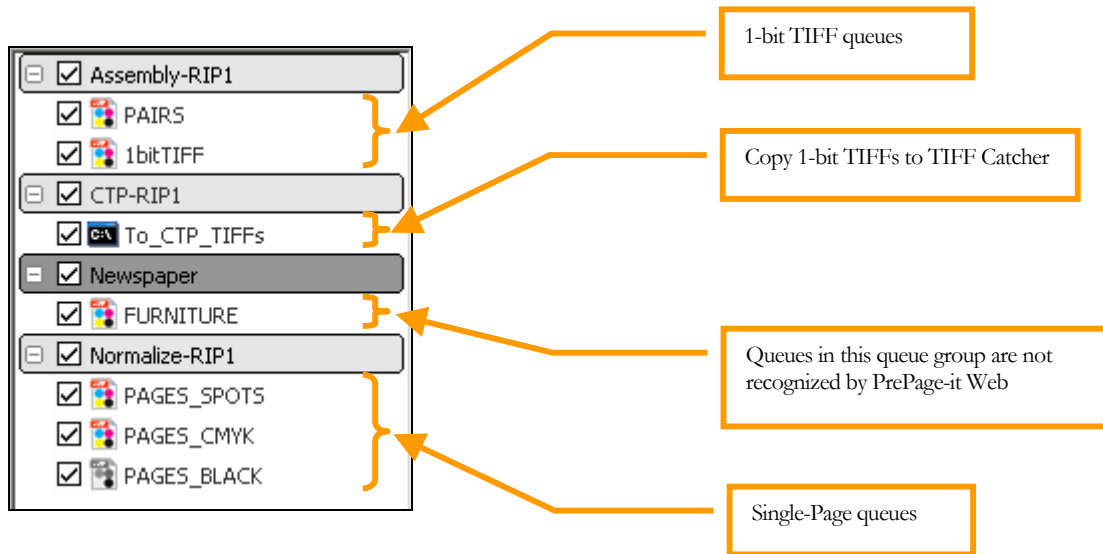 Assembly-RIP1
PAIRS
1bitTIFF
CTP-RIP1
C:\ To_CTP_TIFFs
Newspaper
FURNITURE
Normalize-RIP1
PAGES_SPOTS
PAGES_CMYK
PAGES_BLACK
1-bit TIFF queues
Copy 1-bit TIFFs to TIFF Catcher
Queues in this queue group are not
recognized by PrePage-it Web
Single-Page queues